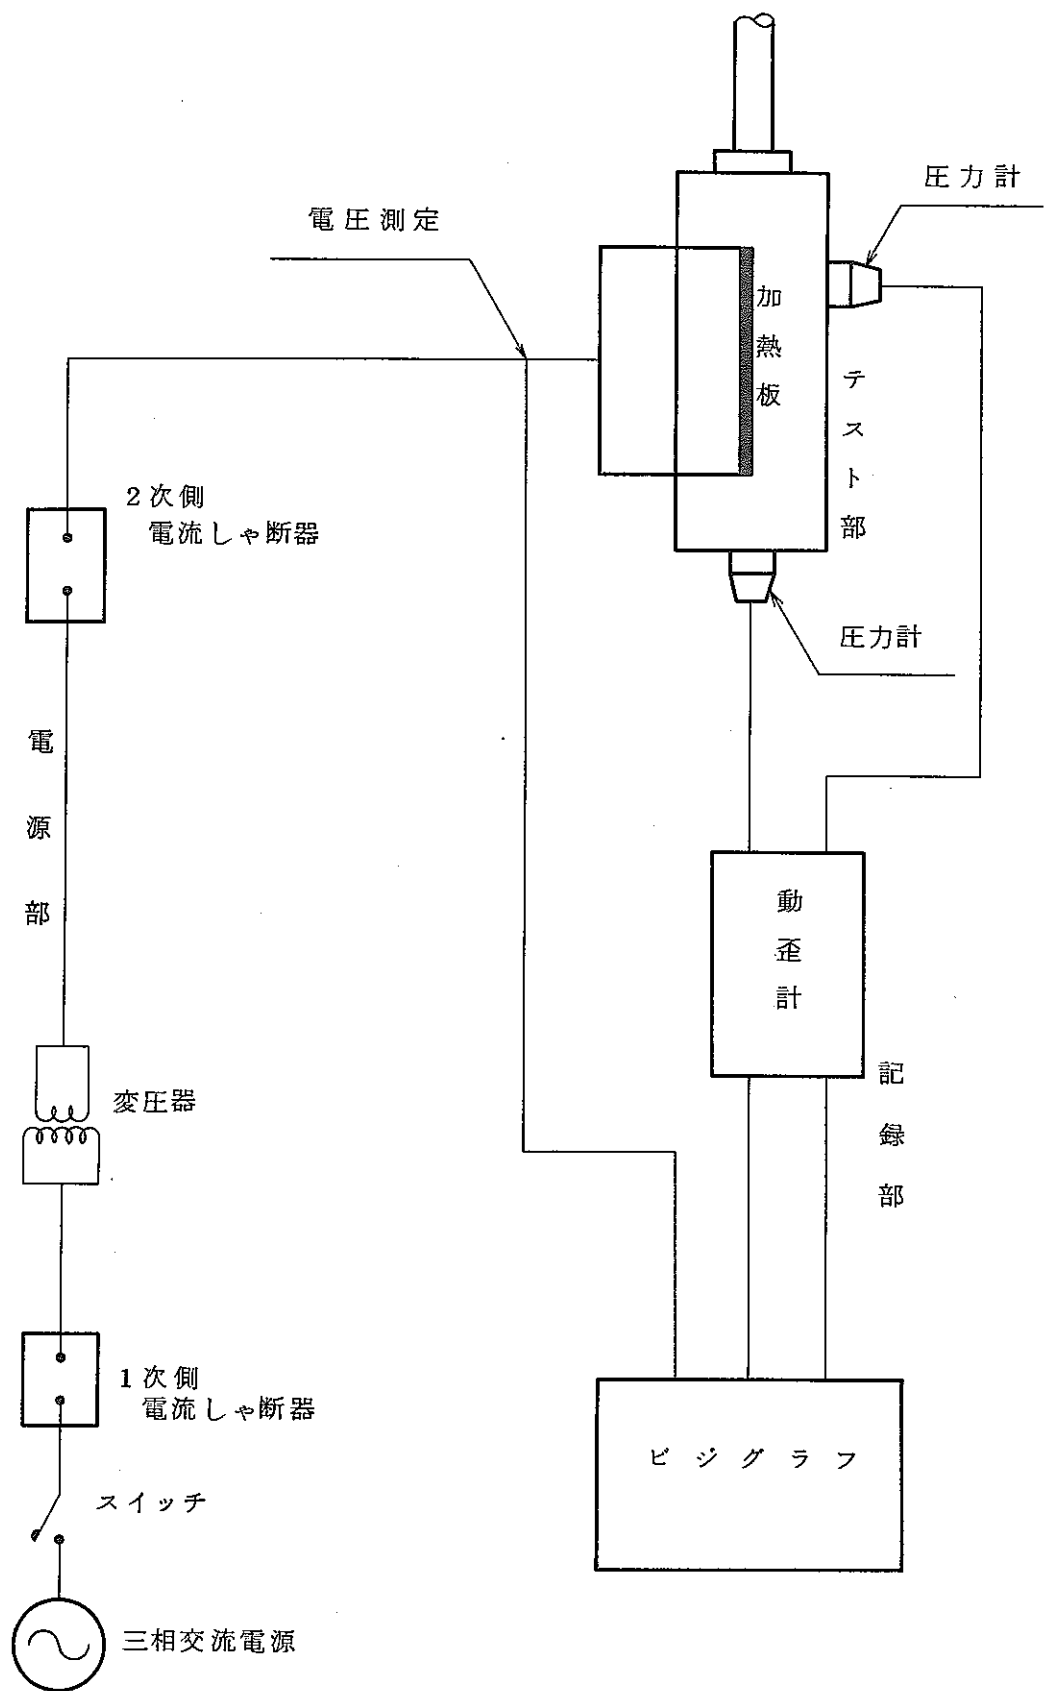 圧力計
電圧測定
加熱板
テスト部
2次側
電流しゃ断器
圧力計
電源部
動歪計
記録部
変圧器
1次側
電流しゃ断器
ビジグラフ
スイッチ
三相交流電源